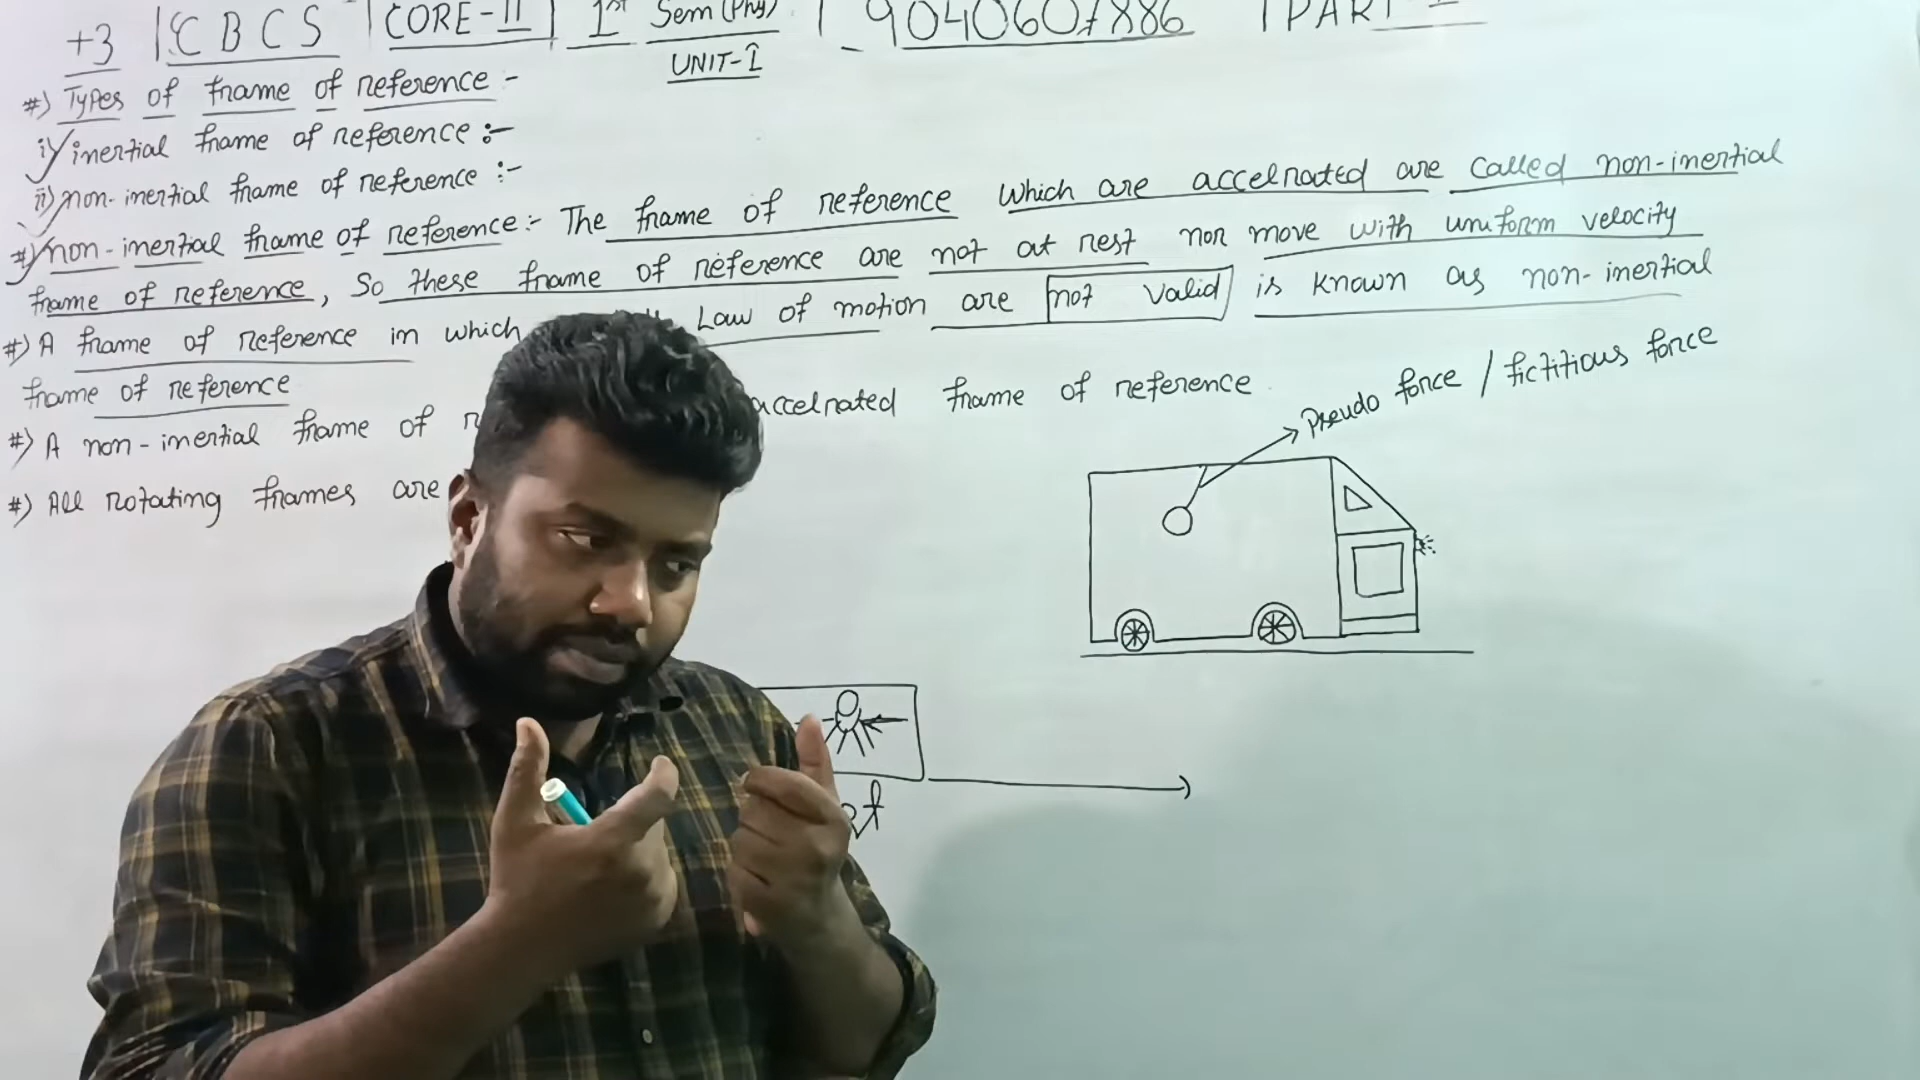 +3 | C B C S | CORE-II | 1st Sem (Phy) | 9040607886 | PART-I
UNIT-I
#) Types of frame of reference :-
i) inertial frame of reference :-
ii) non-inertial frame of reference :-
#) non-inertial frame of reference :- The frame of reference which are accelrated are called non-inertial
frame of reference, So these frame of reference are not at rest nor move with uniform velocity
#) A frame of reference in which Law of motion are not valid is known as non-inertial
frame of reference
#) A non-inertial frame of accelrated frame of reference
#) All rotating frames are
Pseudo force / fictitious force